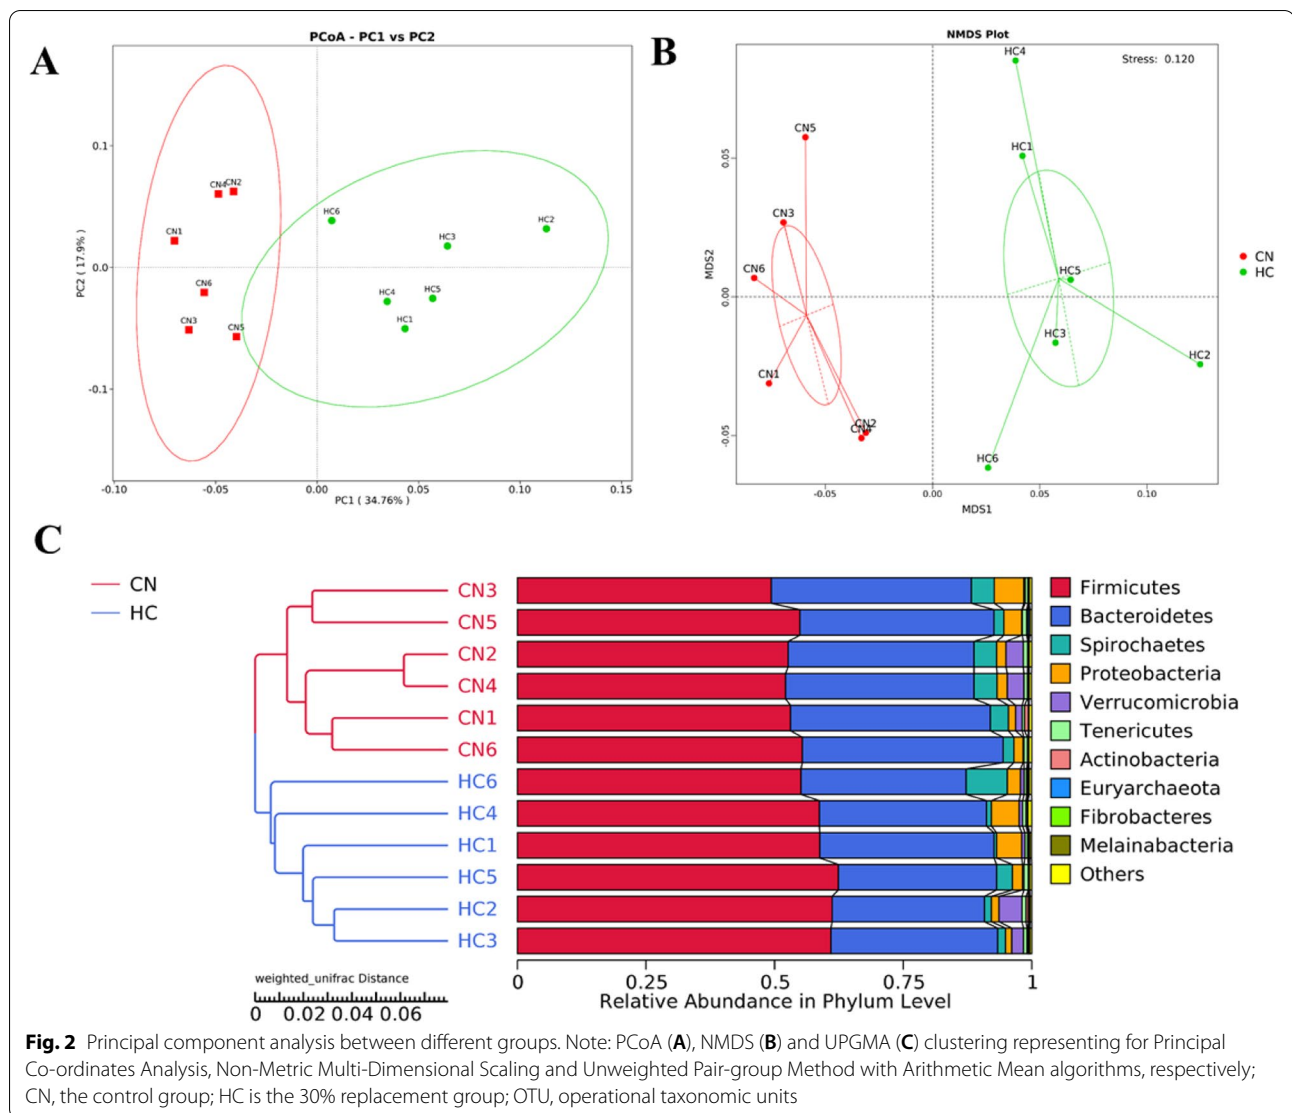 A
PCoA - PC1 vs PC2
PC2 ( 17.9% )
0.1
0.0
-0.1
CN4
CN2
CN1
CN6
CN3
CN5
HC6
HC3
HC2
HC4
HC5
HC1
-0.10
-0.05
0.00
0.05
0.10
0.15
PC1 ( 34.76% )
B
NMDS Plot
Stress: 0.120
MDS2
0.05
0.00
-0.05
HC4
CN5
HC1
CN3
CN6
HC5
HC3
HC2
CN1
CN2
CN4
HC6
-0.05
0.00
0.05
0.10
MDS1
CN
HC
C
CN
HC
CN3
CN5
CN2
CN4
CN1
CN6
HC6
HC4
HC1
HC5
HC2
HC3
weighted_unifrac Distance
0 0.02 0.04 0.06
0 0.25 0.5 0.75 1
Relative Abundance in Phylum Level
Firmicutes
Bacteroidetes
Spirochaetes
Proteobacteria
Verrucomicrobia
Tenericutes
Actinobacteria
Euryarchaeota
Fibrobacteres
Melainabacteria
Others
Fig. 2 Principal component analysis between different groups. Note: PCoA (A), NMDS (B) and UPGMA (C) clustering representing for Principal
Co-ordinates Analysis, Non-Metric Multi-Dimensional Scaling and Unweighted Pair-group Method with Arithmetic Mean algorithms, respectively;
CN, the control group; HC is the 30% replacement group; OTU, operational taxonomic units